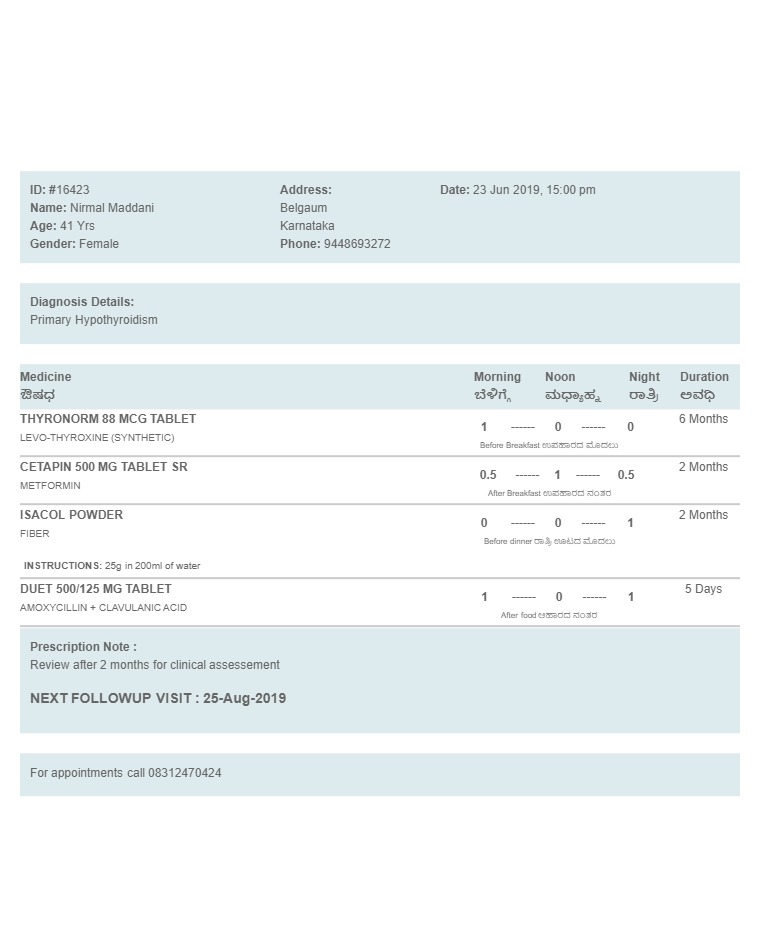 ID: #16423
Name: Nirmal Maddani
Age: 41 Yrs
Gender: Female
Address:
Belgaum
Karnataka
Phone: 9448693272
Date: 23 Jun 2019, 15:00 pm
Diagnosis Details:
Primary Hypothyroidism
Medicine Morning Noon Night Duration
ಔಷಧ ಬೆಳಿಗ್ಗೆ ಮಧ್ಯಾಹ್ನ ರಾತ್ರಿ ಅವಧಿ
THYRONORM 88 MCG TABLET 1 ------ 0 ------ 0 6 Months
LEVO-THYROXINE (SYNTHETIC) Before Breakfast ಉಪಹಾರದ ಮೊದಲು
CETAPIN 500 MG TABLET SR 0.5 ------ 1 ------ 0.5 2 Months
METFORMIN After Breakfast ಉಪಹಾರದ ನಂತರ
ISACOL POWDER 0 ------ 0 ------ 1 2 Months
FIBER Before dinner ರಾತ್ರಿ ಊಟದ ಮೊದಲು
INSTRUCTIONS: 25g in 200ml of water
DUET 500/125 MG TABLET 1 ------ 0 ------ 1 5 Days
AMOXYCILLIN + CLAVULANIC ACID After food ಆಹಾರದ ನಂತರ
Prescription Note :
Review after 2 months for clinical assessement
NEXT FOLLOWUP VISIT : 25-Aug-2019
For appointments call 08312470424